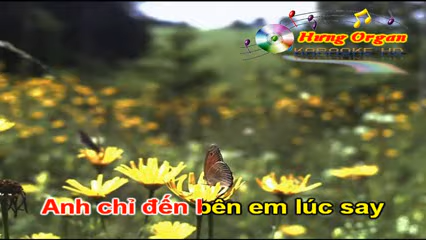 Hưng Organ
KARAOKE HD
Anh chỉ đến bên em lúc say